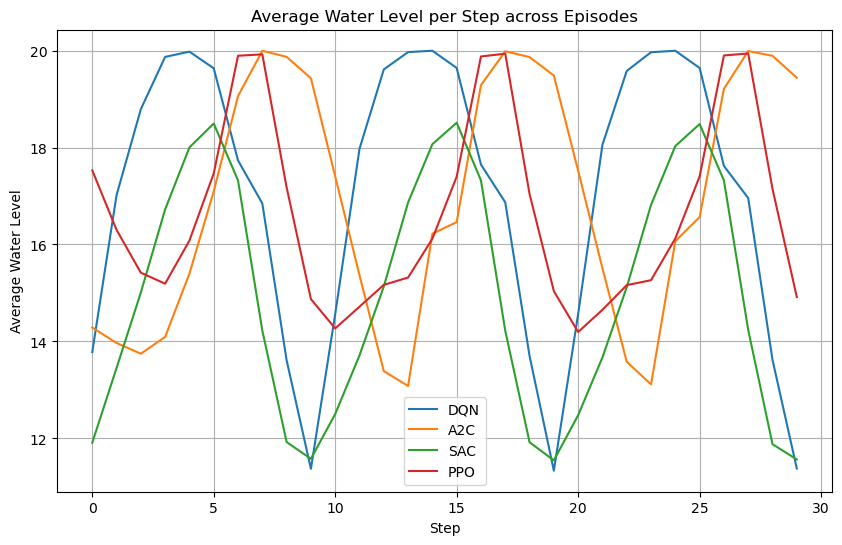 Average Water Level per Step across Episodes
Average Water Level
20
18
16
14
12
0
5
10
15
20
25
30
Step
DQN
A2C
SAC
PPO